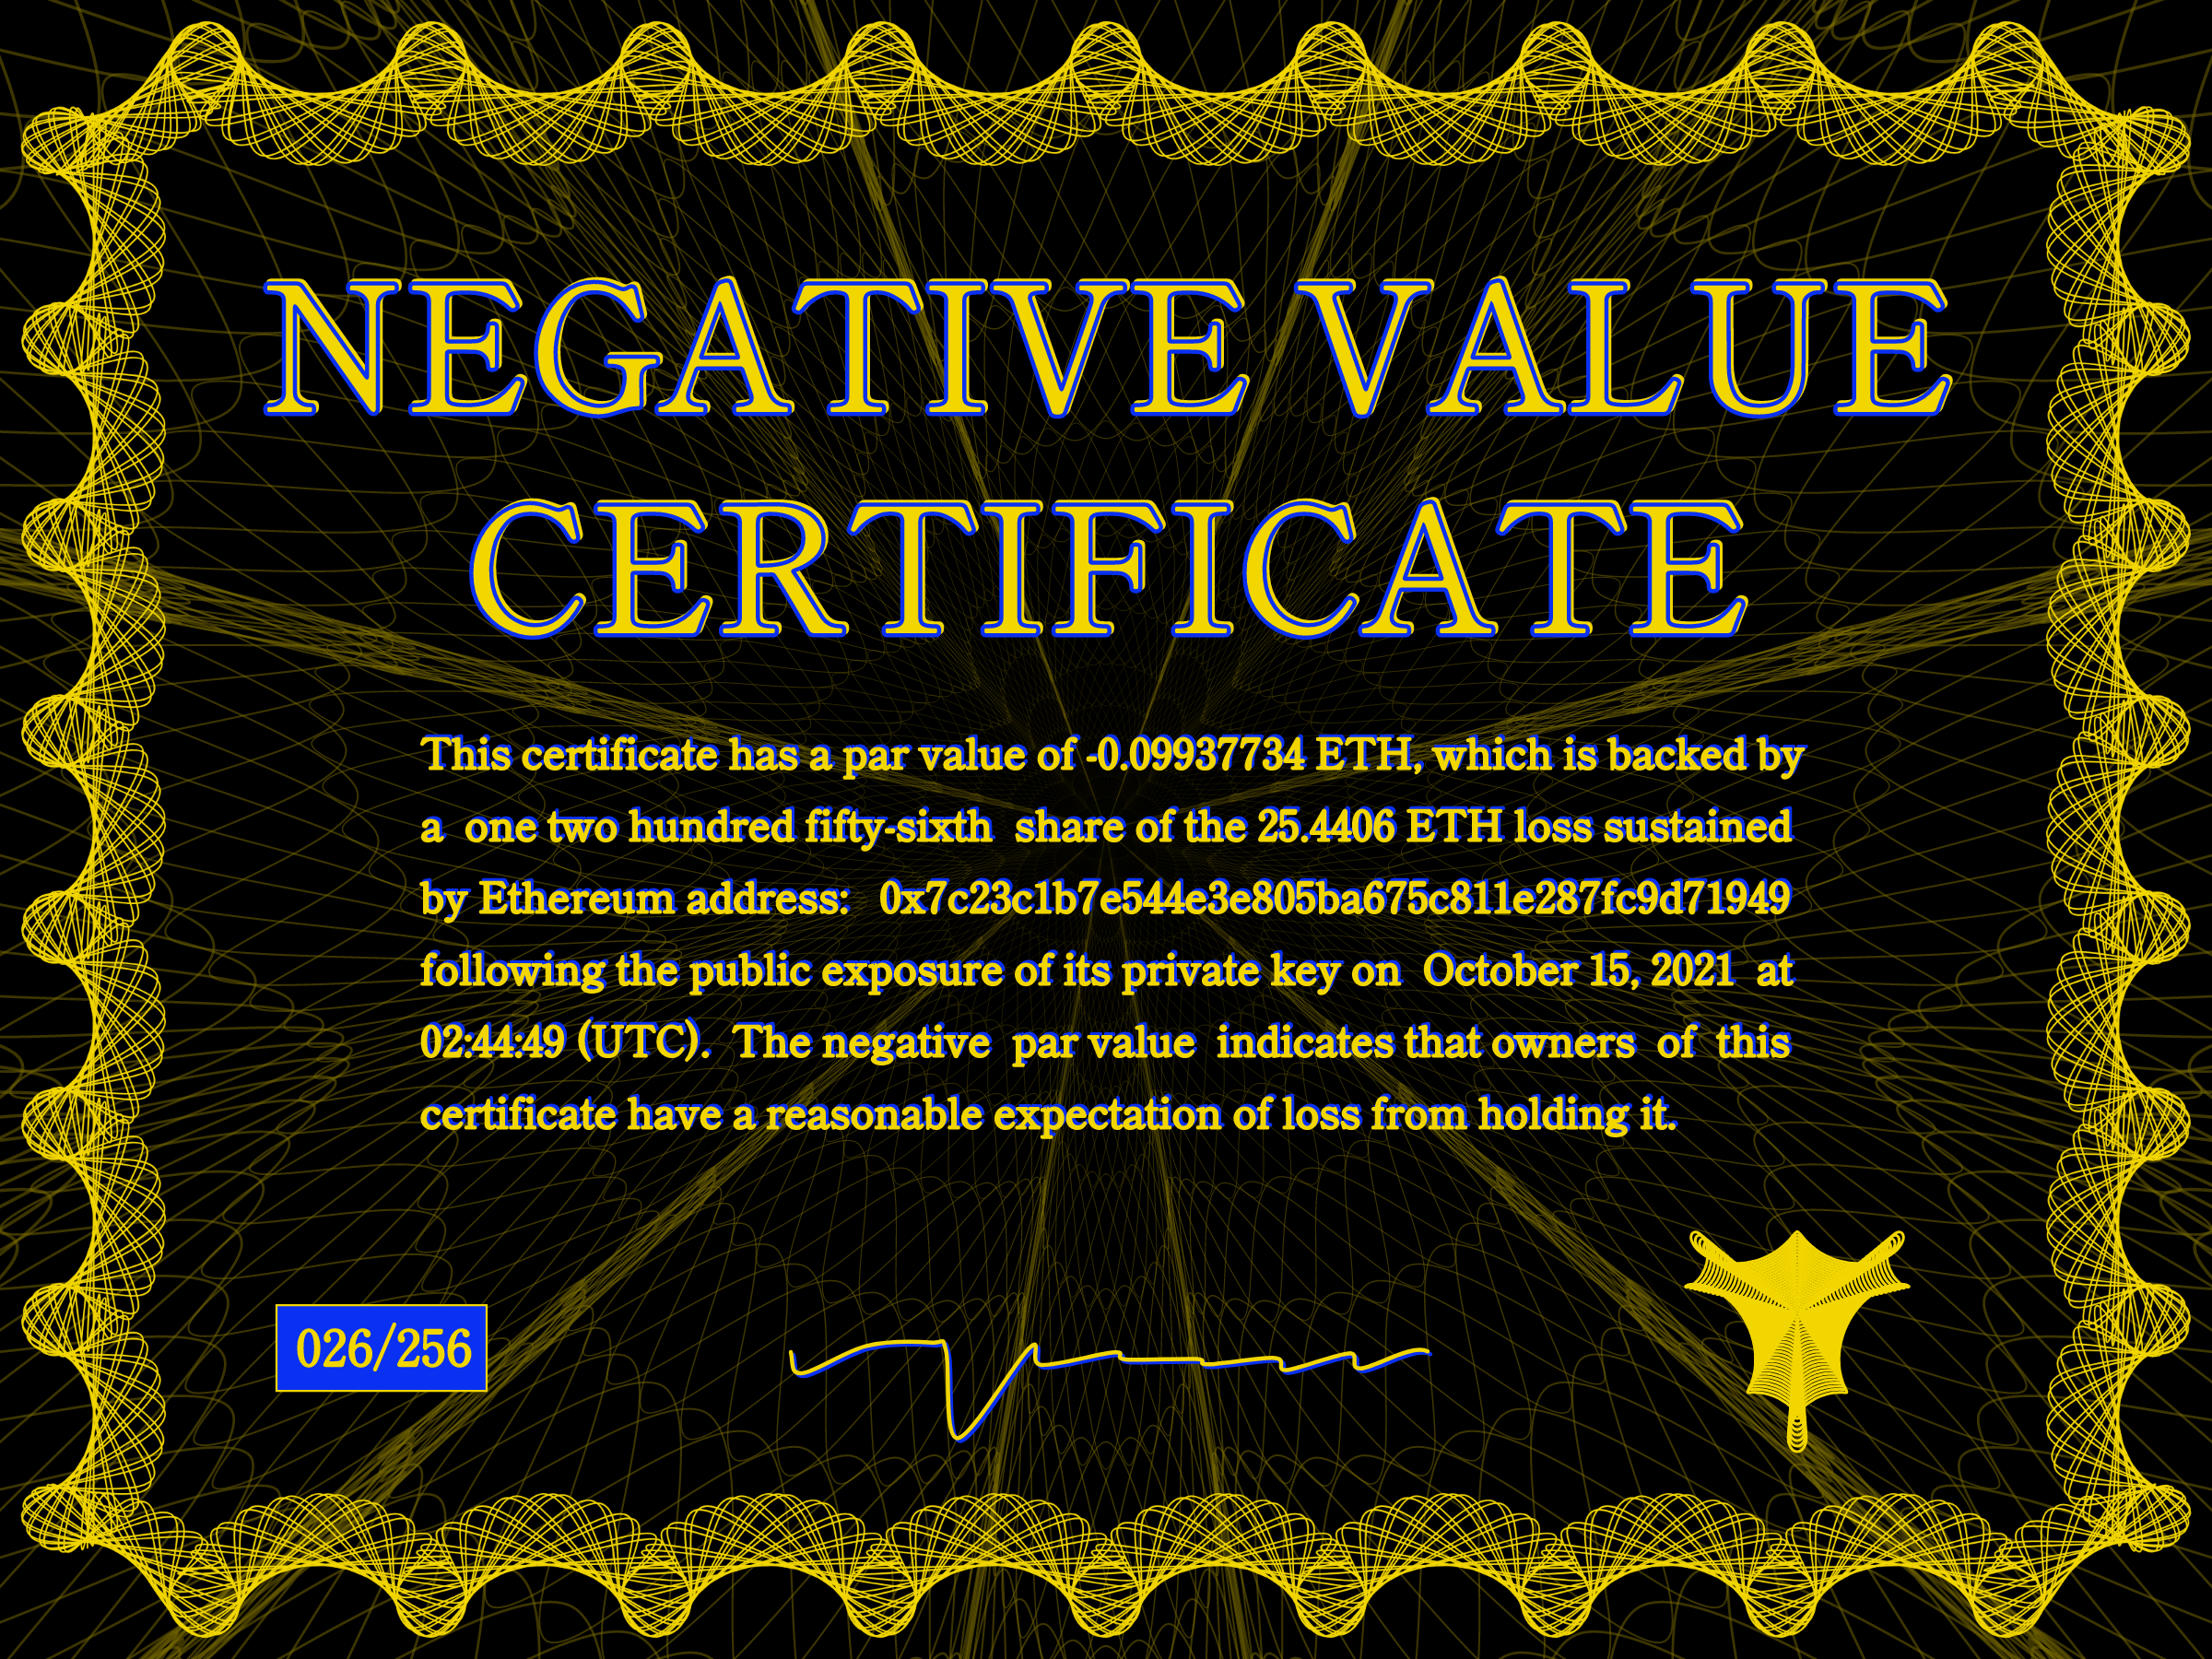 NEGATIVE VALUE
CERTIFICATE
This certificate has a par value of -0.09937734 ETH, which is backed by
a one two hundred fifty-sixth share of the 25.4406 ETH loss sustained
by Ethereum address: 0x7c23c1b7e544e3e805ba675c811e287fc9d71949
following the public exposure of its private key on October 15, 2021 at
02:44:49 (UTC). The negative par value indicates that owners of this
certificate have a reasonable expectation of loss from holding it.
026/256